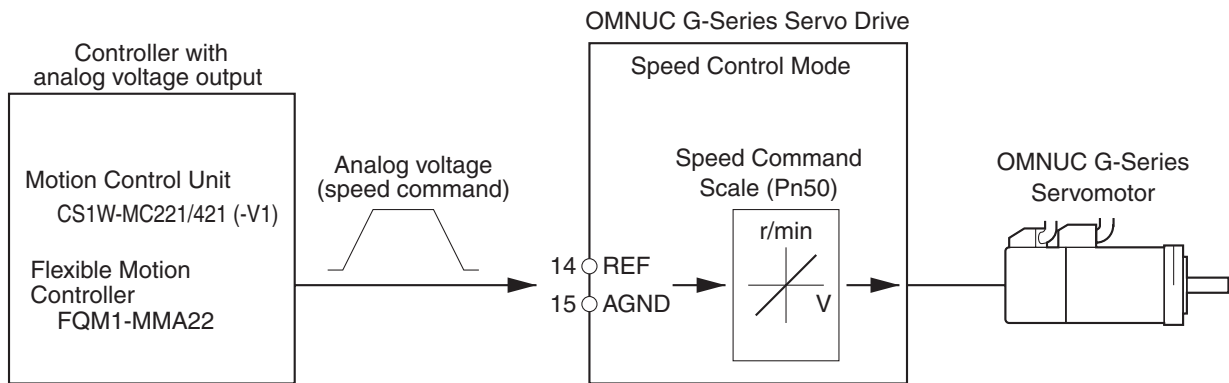 Controller with
analog voltage output
Motion Control Unit
CS1W-MC221/421 (-V1)
Flexible Motion
Controller
FQM1-MMA22
Analog voltage
(speed command)
OMNUC G-Series Servo Drive
Speed Control Mode
Speed Command
Scale (Pn50)
r/min
V
14 REF
15 AGND
OMNUC G-Series
Servomotor